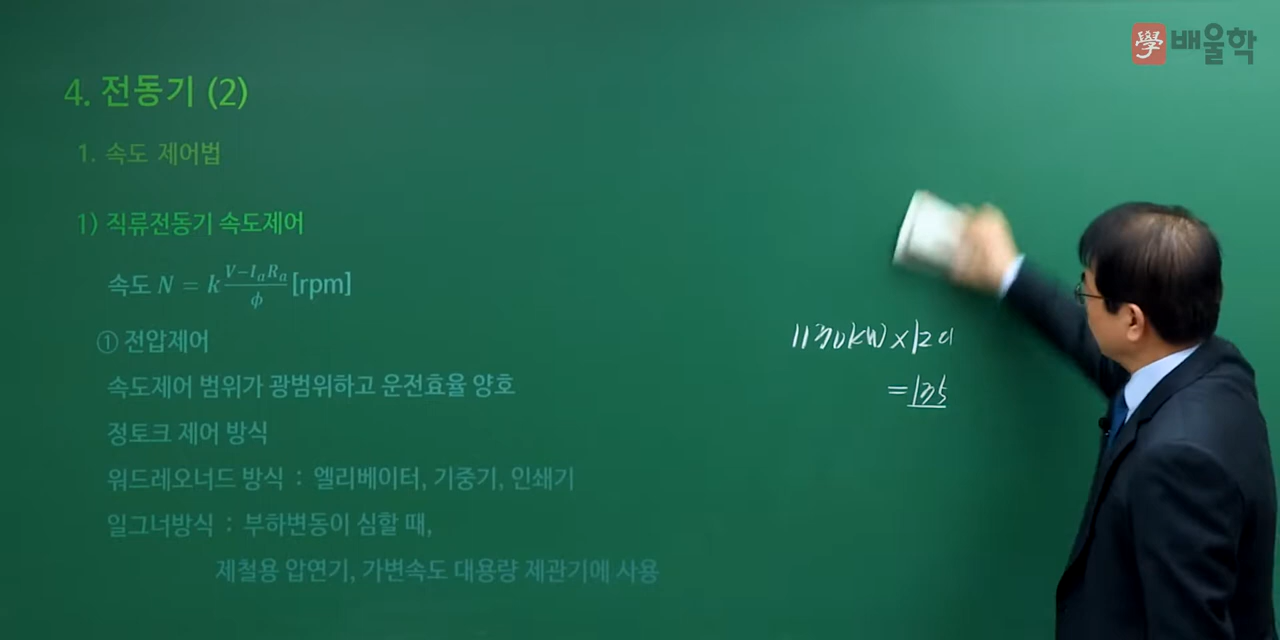 學 배울학
4. 전동기 (2)
1. 속도 제어법
1) 직류전동기 속도제어
속도 N = k (V−IₐRₐ)/ϕ [rpm]
① 전압제어
속도제어 범위가 광범위하고 운전효율 양호
정토크 제어 방식
워드레오너드 방식 : 엘리베이터, 기중기, 인쇄기
일그너방식 : 부하변동이 심할 때,
제철용 압연기, 가변속도 대용량 제관기에 사용
= 135